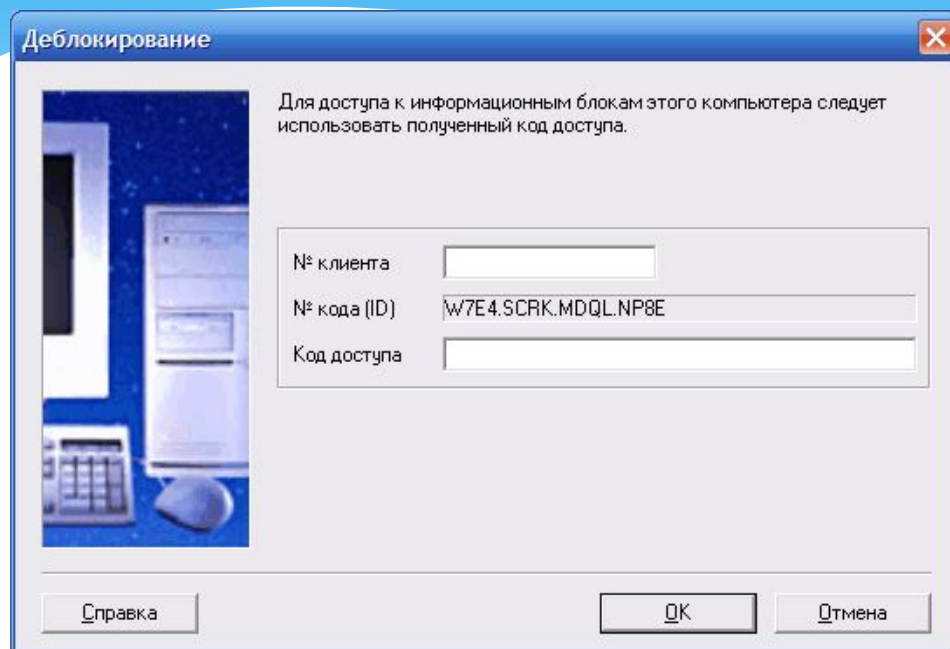 Деблокирование
Для доступа к информационным блокам этого компьютера следует
использовать полученный код доступа.
№ клиента
№ кода (ID) W7E4.SCRK.MDQL.NP8E
Код доступа
Справка OK Отмена